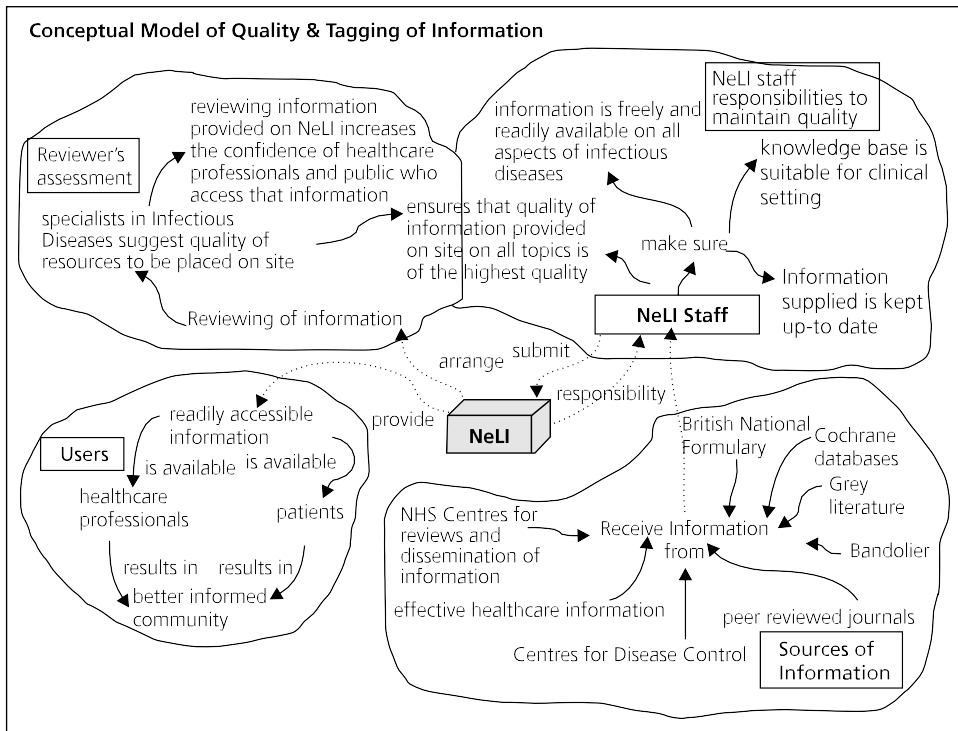 Conceptual Model of Quality & Tagging of Information
Reviewer's
assessment
reviewing information
provided on NeLI increases
the confidence of healthcare
professionals and public who
access that information
specialists in Infectious
Diseases suggest quality of
resources to be placed on site
Reviewing of information
ensures that quality of
information provided
on site on all topics is
of the highest quality
information is freely and
readily available on all
aspects of infectious
diseases
NeLI staff
responsibilities to
maintain quality
knowledge base is
suitable for clinical
setting
make sure
Information
supplied is kept
up-to date
NeLI Staff
arrange
submit
responsibility
provide
NeLI
Users
readily accessible
information
is available
is available
healthcare
professionals
patients
results in
results in
better informed
community
British National
Formulary
Cochrane
databases
Grey
literature
NHS Centres for
reviews and
dissemination of
information
Receive Information
from
Bandolier
effective healthcare information
peer reviewed journals
Centres for Disease Control
Sources of
Information